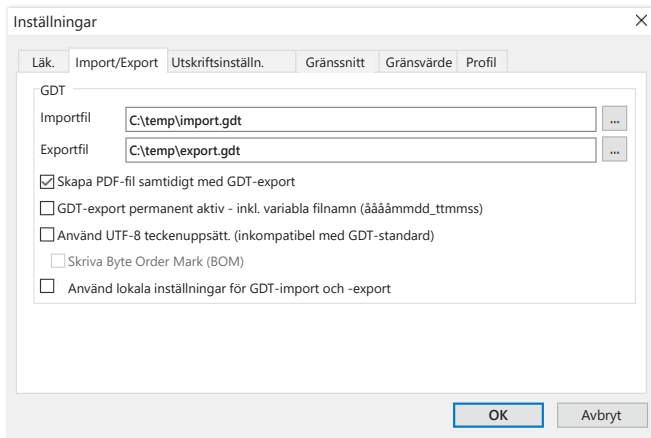 Inställningar
Läk. Import/Export Utskriftsinställn. Gränssnitt Gränsvärde Profil
GDT
Importfil C:\temp\import.gdt ...
Exportfil C:\temp\export.gdt ...
Skapa PDF-fil samtidigt med GDT-export
GDT-export permanent aktiv - inkl. variabla filnamn (ååååmmdd_ttmmss)
Använd UTF-8 teckenuppsätt. (inkompatibel med GDT-standard)
Skriva Byte Order Mark (BOM)
Använd lokala inställningar för GDT-import och -export
OK Avbryt